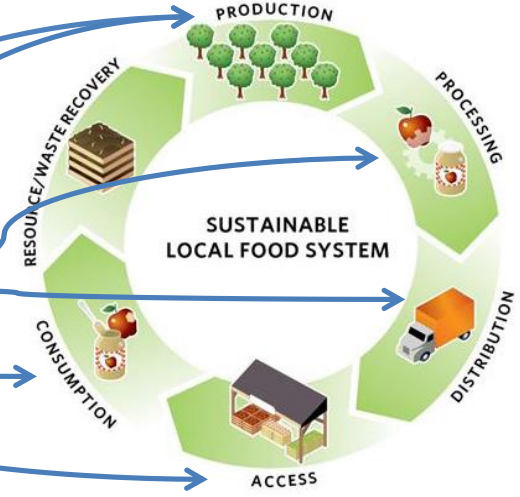 PRODUCTION
PROCESSING
DISTRIBUTION
ACCESS
CONSUMPTION
RESOURCE/WASTE RECOVERY
SUSTAINABLE
LOCAL FOOD SYSTEM